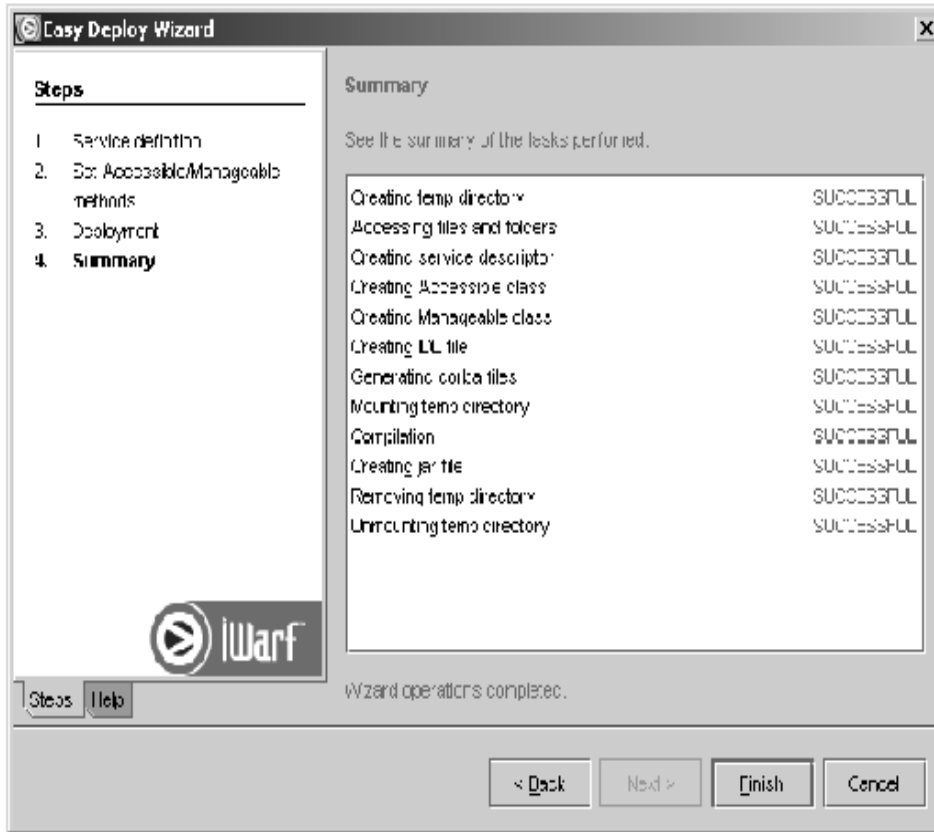 Easy Deploy Wizard
X
Steps
1. Service definition
2. Set Accessible/Manageable
methods
3. Deployment
4. Summary
iWarf
Steps Help
Summary
See the summary of the tasks performed.
Creating temp directory SUCCESSFUL
Accessing files and folders SUCCESSFUL
Creating service descriptor SUCCESSFUL
Creating Accessible class SUCCESSFUL
Creating Manageable class SUCCESSFUL
Creating IDL file SUCCESSFUL
Generating corba files SUCCESSFUL
Mounting temp directory SUCCESSFUL
Compilation SUCCESSFUL
Creating jar file SUCCESSFUL
Removing temp directory SUCCESSFUL
Unmounting temp directory SUCCESSFUL
Wizard operations completed.
< Back Next > Finish Cancel